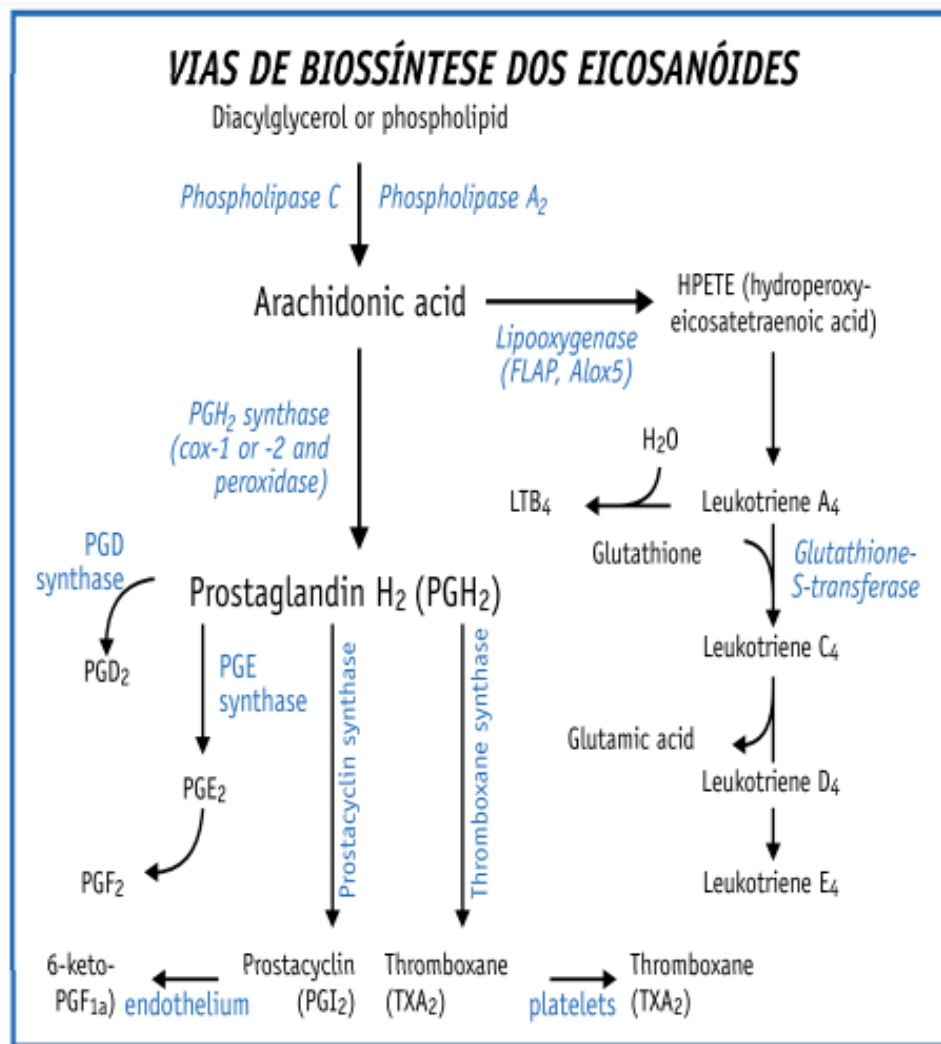 VIAS DE BIOSSÍNTESE DOS EICOSANÓIDES
Diacylglycerol or phospholipid
Phospholipase C
Phospholipase A2
Arachidonic acid
HPETE (hydroperoxy-
eicosatetraenoic acid)
Lipooxygenase
(FLAP, Alox5)
PGH2 synthase
(cox-1 or -2 and
peroxidase)
H2O
LTB4
Leukotriene A4
Glutathione
Glutathione-
S-transferase
PGD
synthase
Prostaglandin H2 (PGH2)
PGD2
PGE
synthase
Prostacyclin synthase
Thromboxane synthase
Leukotriene C4
Glutamic acid
PGE2
Leukotriene D4
PGF2
Leukotriene E4
6-keto-
PGF1a)
endothelium
Prostacyclin
(PGI2)
Thromboxane
(TXA2)
platelets
Thromboxane
(TXA2)